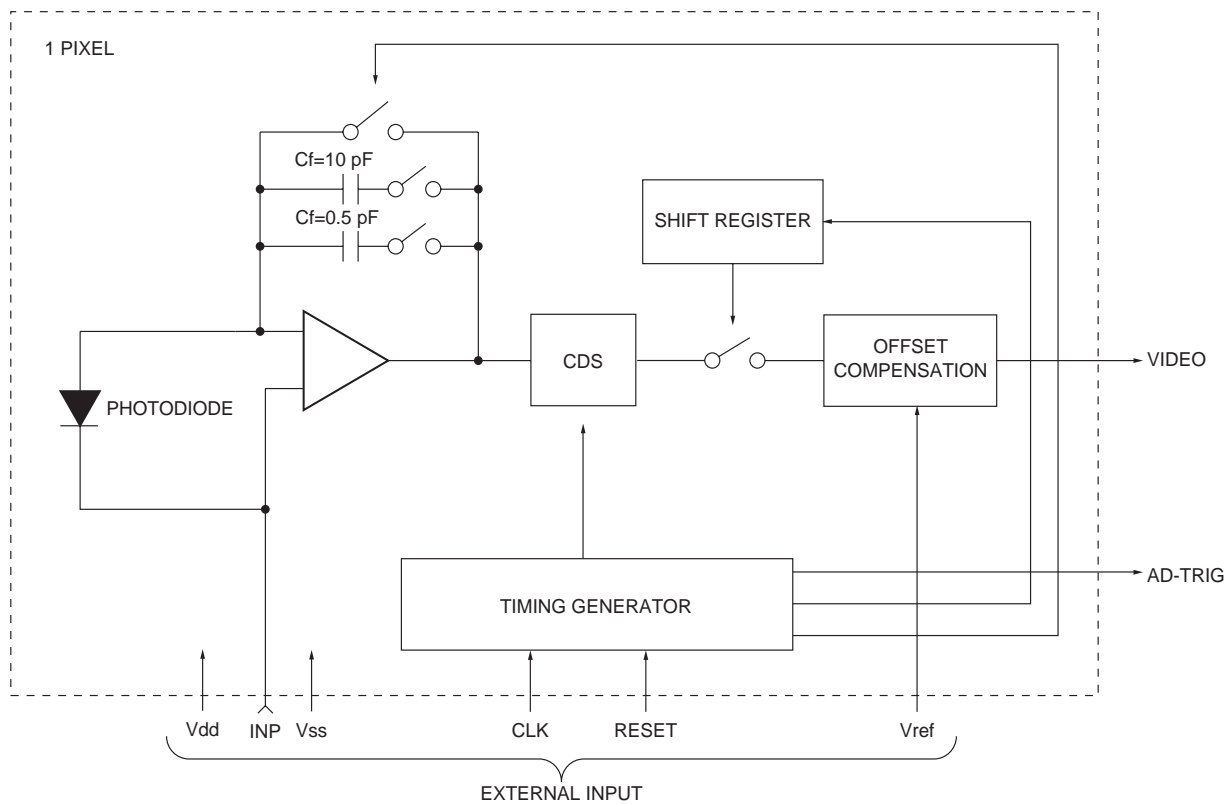 1 PIXEL
Cf=10 pF
Cf=0.5 pF
SHIFT REGISTER
CDS
OFFSET
COMPENSATION
VIDEO
PHOTODIODE
AD-TRIG
TIMING GENERATOR
Vdd
INP
Vss
CLK
RESET
Vref
EXTERNAL INPUT